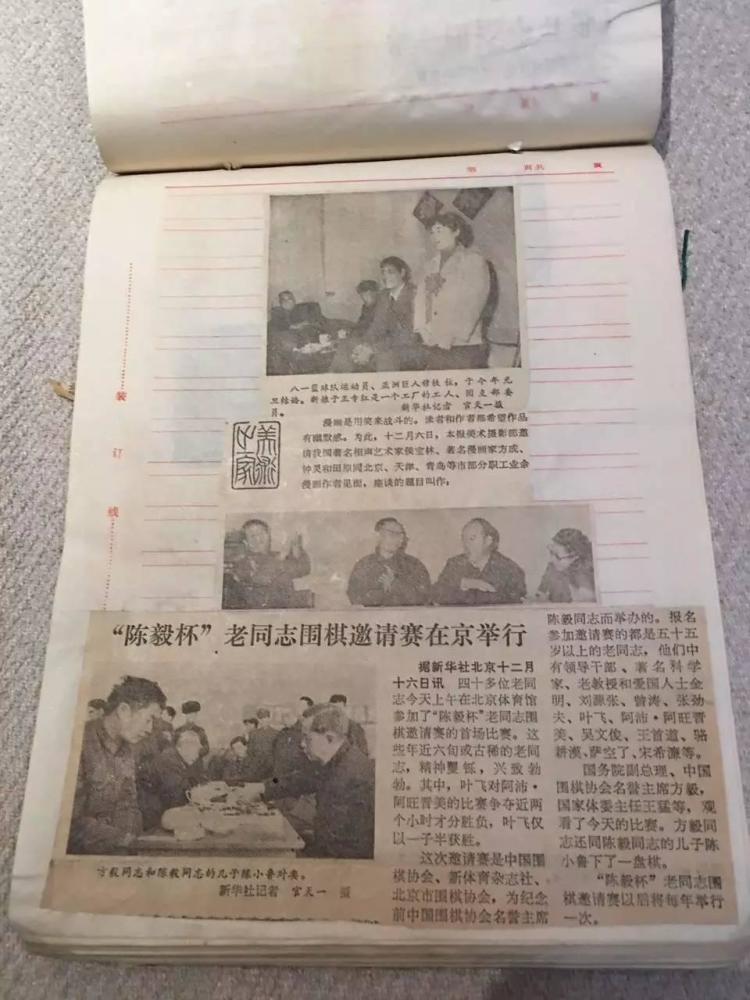 第 页共 页
装
订
线
八一篮球队运动员、亚洲巨人穆铁柱,于今年元
旦结婚。新娘子王专红是一个工厂的工人、团支部委
员。 新华社记者 官天一摄
漫画是用笑来战斗的。读者和作者都希望作品
有幽默感。为此,十二月六日,本报美术摄影部邀
请我国著名相声艺术家侯宝林、著名漫画家方成、
钟灵和田原同北京、天津、青岛等市部分职工业余
漫画作者见面,座谈的题目叫作:
“陈毅杯”老同志围棋邀请赛在京举行
据新华社北京十二月
十六日讯 四十多位老同
志今天上午在北京体育馆
参加了“陈毅杯”老同志围
棋邀请赛的首场比赛。这
些年近六旬或古稀的老同
志,精神矍铄,兴致勃
勃。其中,叶飞对阿沛·
阿旺晋美的比赛争夺近两
个小时才分胜负,叶飞仅
以一子半获胜。
这次邀请赛是中国围
棋协会、新体育杂志社、
北京市围棋协会,为纪念
前中国围棋协会名誉主席
陈毅同志而举办的。报名
参加邀请赛的都是五十五
岁以上的老同志,他们中
有领导干部、著名科学
家、老教授和爱国人士金
明、刘源张、曾涛、张劲
夫、叶飞、阿沛·阿旺晋
美、吴文俊、王首道、骆
耕漠、萨空了、宋希濂等。
国务院副总理、中国
围棋协会名誉主席方毅,
国家体委主任王猛等,观
看了今天的比赛。方毅同
志还同陈毅同志的儿子陈
小鲁下了一盘棋。
“陈毅杯”老同志围
棋邀请赛以后将每年举行
一次。
方毅同志和陈毅同志的儿子陈小鲁对奕。
新华社记者 官天一 摄